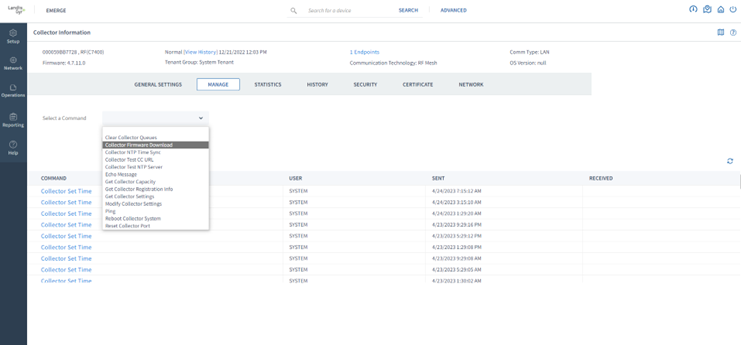 Landis
Gyr
EMERGE
Search for a device
SEARCH
ADVANCED
Collector Information
Normal (View History) 12/21/2022 12:03 PM
2 Endpoints
Comm Type: LAN
Firmware: 4.7.11.0
Tenant Group: System Tenant
Communication Technology: RF Mesh
OS Version: null
GENERAL SETTINGS
MANAGE
STATISTICS
HISTORY
SECURITY
CERTIFICATE
NETWORK
Setup
Network
Operations
Reporting
Help
Select a Command
Clear Collector Queues
Collector Firmware Download
Collector NTP Time Sync
Collector Test CC URL
Collector Test NTP Server
Echo Message
Get Collector Capacity
Get Collector Registration Info
Get Collector Settings
Modify Collector Settings
Ping
Reboot Collector System
Reset Collector Port
COMMAND USER SENT RECEIVED
Collector Set Time SYSTEM 4/24/2023 7:15:12 AM
Collector Set Time SYSTEM 4/24/2023 3:15:10 AM
Collector Set Time SYSTEM 4/24/2023 1:29:20 AM
Collector Set Time SYSTEM 4/23/2023 9:29:16 PM
Collector Set Time SYSTEM 4/23/2023 5:29:12 PM
Collector Set Time SYSTEM 4/23/2023 1:29:08 PM
Collector Set Time SYSTEM 4/23/2023 9:29:08 AM
Collector Set Time SYSTEM 4/23/2023 5:29:05 AM
Collector Set Time SYSTEM 4/23/2023 1:30:02 AM